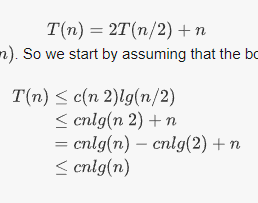 T(n) = 2T(n/2) + n
n). So we start by assuming that the bo
T(n) ≤ c(n 2)lg(n/2)
≤ cnlg(n 2) + n
= cnlg(n) − cnlg(2) + n
≤ cnlg(n)